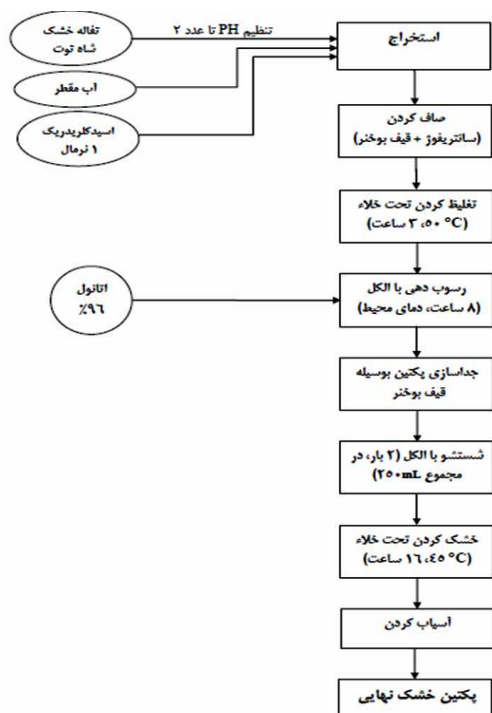 تفاله خشک
شاه توت
تنظیم PH تا عدد ۲
استخراج
آب مقطر
اسیدکلریدریک
۱ نرمال
صاف کردن
(سانتریفوژ + قیف بوخنر)
تغلیظ کردن تحت خلاء
(۵۰ °C، ۳ ساعت)
اتانول
۹۶٪
رسوب دهی با الکل
(۸ ساعت، دمای محیط)
جداسازی پکتین بوسیله
قیف بوخنر
شستشو با الکل (۲ بار، در
مجموع ۲۵۰mL)
خشک کردن تحت خلاء
(۴۵ °C، ۱۶ ساعت)
آسیاب کردن
پکتین خشک نهایی